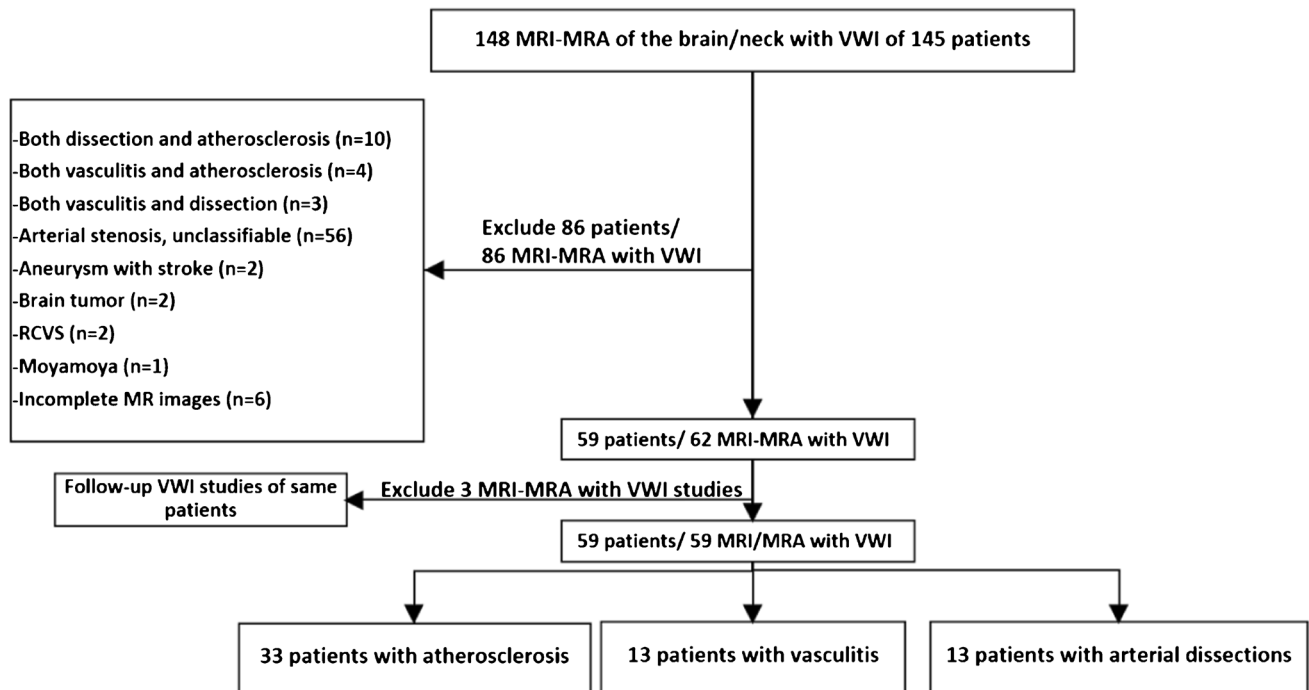 148 MRI-MRA of the brain/neck with VWI of 145 patients
-Both dissection and atherosclerosis (n=10)
-Both vasculitis and atherosclerosis (n=4)
-Both vasculitis and dissection (n=3)
-Arterial stenosis, unclassifiable (n=56)
-Aneurysm with stroke (n=2)
-Brain tumor (n=2)
-RCVS (n=2)
-Moyamoya (n=1)
-Incomplete MR images (n=6)
Exclude 86 patients/
86 MRI-MRA with VWI
59 patients/ 62 MRI-MRA with VWI
Follow-up VWI studies of same
patients
Exclude 3 MRI-MRA with VWI studies
59 patients/ 59 MRI/MRA with VWI
33 patients with atherosclerosis
13 patients with vasculitis
13 patients with arterial dissections